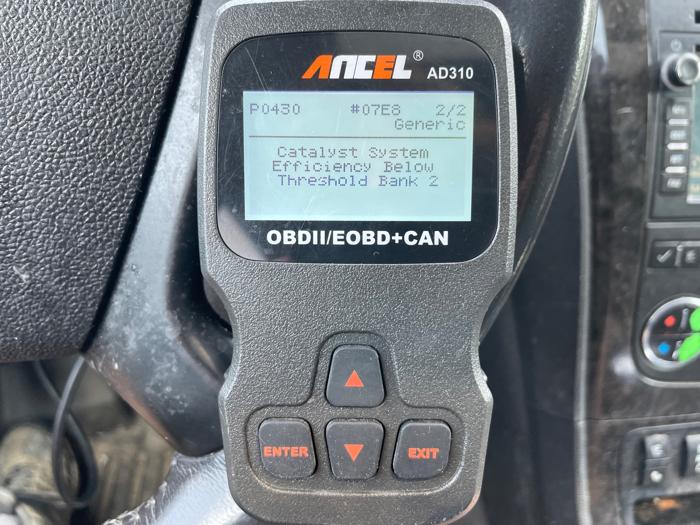 ANCEL® AD310
P0430 #07E8 2/2
Generic
Catalyst System
Efficiency Below
Threshold Bank 2
OBDII/EOBD+CAN
ENTER EXIT